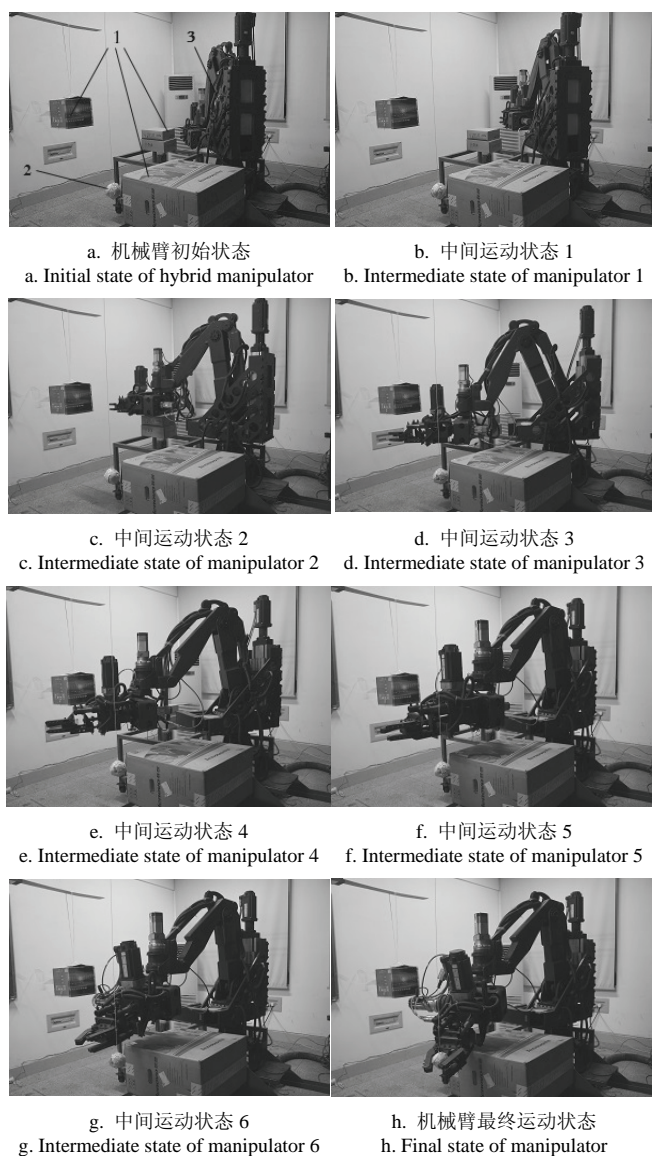 1
3
2
a. 机械臂初始状态
a. Initial state of hybrid manipulator
b. 中间运动状态 1
b. Intermediate state of manipulator 1
c. 中间运动状态 2
c. Intermediate state of manipulator 2
d. 中间运动状态 3
d. Intermediate state of manipulator 3
e. 中间运动状态 4
e. Intermediate state of manipulator 4
f. 中间运动状态 5
f. Intermediate state of manipulator 5
g. 中间运动状态 6
g. Intermediate state of manipulator 6
h. 机械臂最终运动状态
h. Final state of manipulator